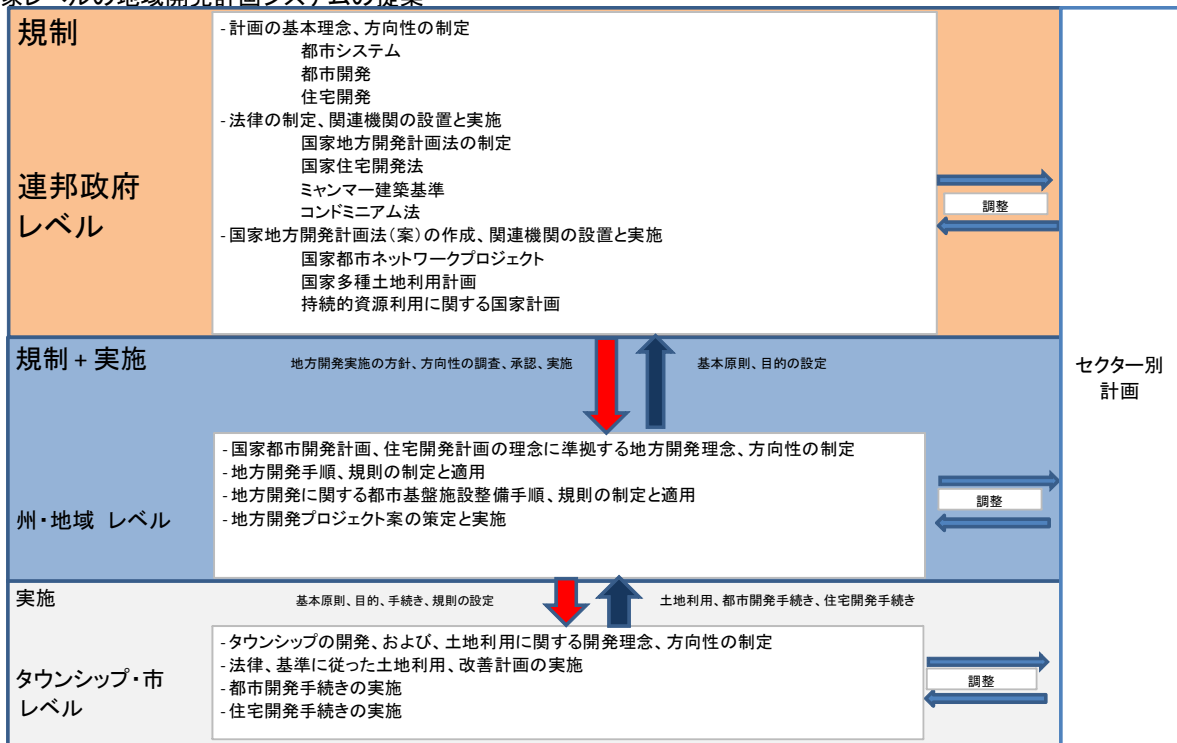 家レベルの地域開発計画システムの提案
規制
連邦政府
レベル
- 計画の基本理念、方向性の制定
都市システム
都市開発
住宅開発
- 法律の制定、関連機関の設置と実施
国家地方開発計画法の制定
国家住宅開発法
ミャンマー建築基準
コンドミニアム法
- 国家地方開発計画法（案）の作成、関連機関の設置と実施
国家都市ネットワークプロジェクト
国家多種土地利用計画
持続的資源利用に関する国家計画
調整
規制 + 実施
地方開発実施の方針、方向性の調査、承認、実施
基本原則、目的の設定
セクター別
計画
州・地域 レベル
- 国家都市開発計画、住宅開発計画の理念に準拠する地方開発理念、方向性の制定
- 地方開発手順、規則の制定と適用
- 地方開発に関する都市基盤施設整備手順、規則の制定と適用
- 地方開発プロジェクト案の策定と実施
調整
実施
基本原則、目的、手続き、規則の設定
土地利用、都市開発手続き、住宅開発手続き
タウンシップ・市
レベル
- タウンシップの開発、および、土地利用に関する開発理念、方向性の制定
- 法律、基準に従った土地利用、改善計画の実施
- 都市開発手続きの実施
- 住宅開発手続きの実施
調整